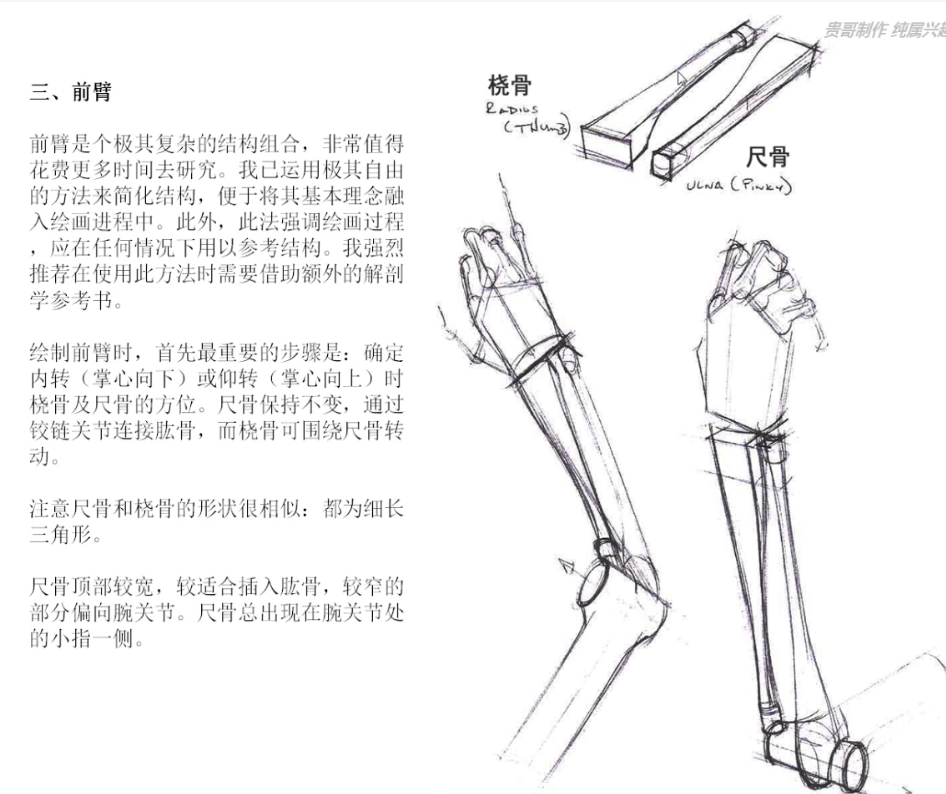 贵哥制作 纯属兴趣
三、前臂
前臂是个极其复杂的结构组合，非常值得
花费更多时间去研究。我已运用极其自由
的方法来简化结构，便于将其基本理念融
入绘画进程中。此外，此法强调绘画过程
，应在任何情况下用以参考结构。我强烈
推荐在使用此方法时需要借助额外的解剖
学参考书。
绘制前臂时，首先最重要的步骤是：确定
内转（掌心向下）或仰转（掌心向上）时
桡骨及尺骨的方位。尺骨保持不变，通过
铰链关节连接肱骨，而桡骨可围绕尺骨转
动。
注意尺骨和桡骨的形状很相似：都为细长
三角形。
尺骨顶部较宽，较适合插入肱骨，较窄的
部分偏向腕关节。尺骨总出现在腕关节处
的小指一侧。
桡骨
RADIUS
(THUMB)
尺骨
ULNA (PINKY)